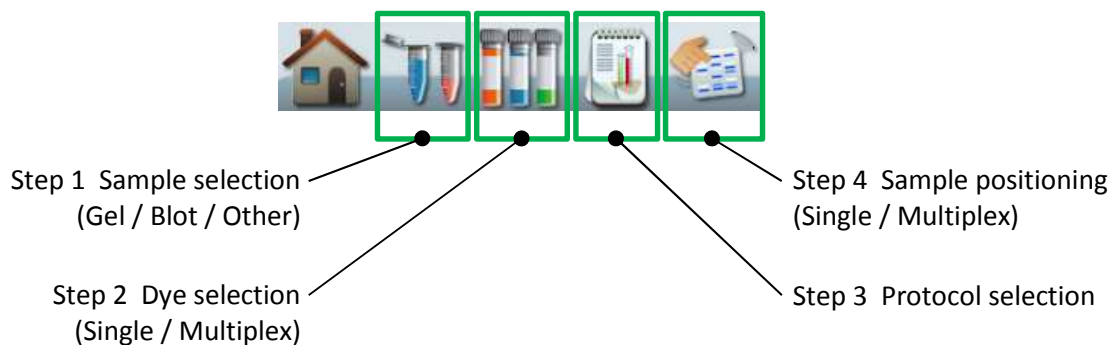 Step 1 Sample selection
(Gel / Blot / Other)
Step 2 Dye selection
(Single / Multiplex)
Step 4 Sample positioning
(Single / Multiplex)
Step 3 Protocol selection